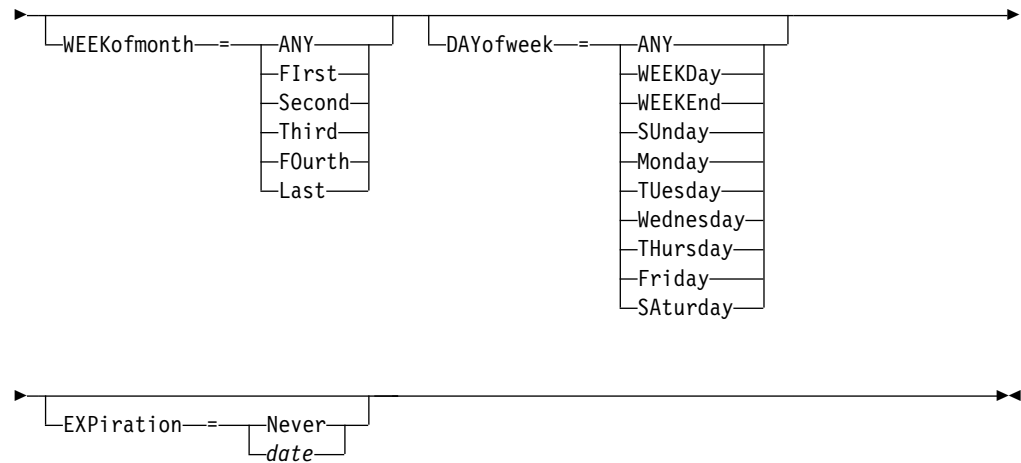 WEEKofmonth = ANY
FIrst
Second
Third
FOurth
Last
DAYofweek = ANY
WEEKDay
WEEKEnd
SUnday
Monday
TUesday
Wednesday
THursday
Friday
SAturday
EXPiration = Never
date